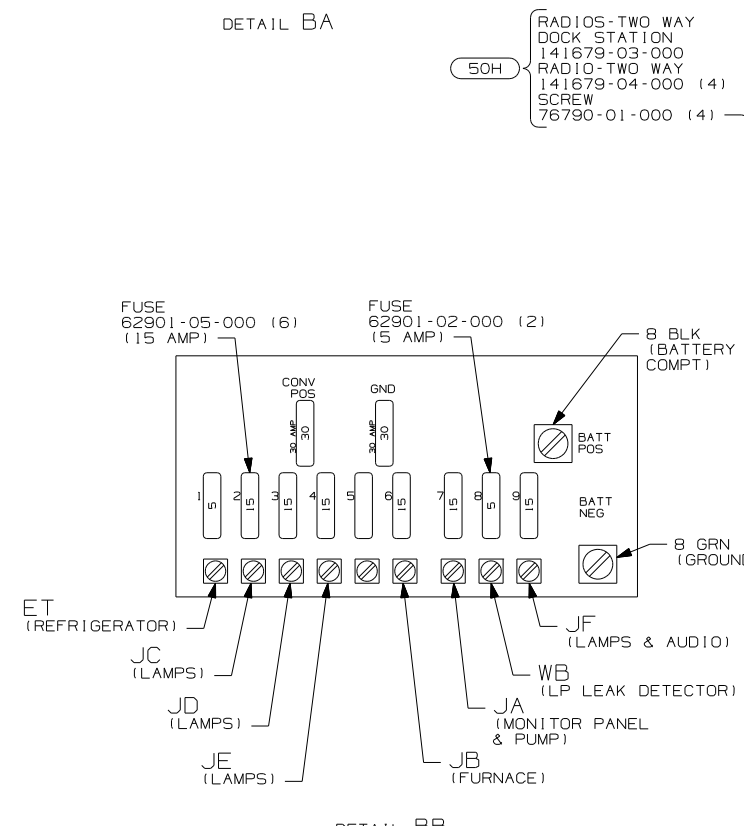 DETAIL BA
RADIOS-TWO WAY
DOCK STATION
141679-03-000
50H
RADIO-TWO WAY
141679-04-000 (4)
SCREW
76790-01-000 (4)
FUSE
62901-05-000 (6)
(15 AMP)
FUSE
62901-02-000 (2)
(5 AMP)
8 BLK
(BATTERY
COMPT)
CONV
POS
GND
30 AMP
30
30 AMP
30
BATT
POS
1
5
2
15
3
15
4
15
5
6
15
7
15
8
5
9
15
BATT
NEG
8 GRN
(GROUND
ET
(REFRIGERATOR)
JC
(LAMPS)
JD
(LAMPS)
JE
(LAMPS)
JB
(FURNACE)
JA
(MONITOR PANEL
& PUMP)
WB
(LP LEAK DETECTOR)
JF
(LAMPS & AUDIO)
DETAIL BB